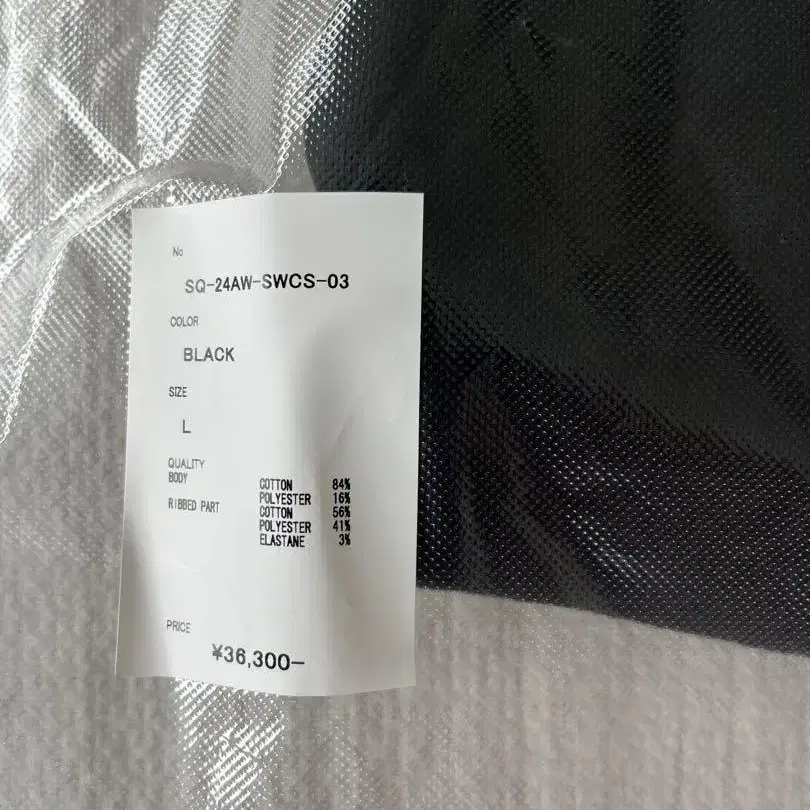 No
SQ-24AW-SWCS-03
COLOR
BLACK
SIZE
L
QUALITY
BODY COTTON 84%
POLYESTER 16%
RIBBED PART COTTON 56%
POLYESTER 41%
ELASTANE 3%
PRICE
¥36,300−